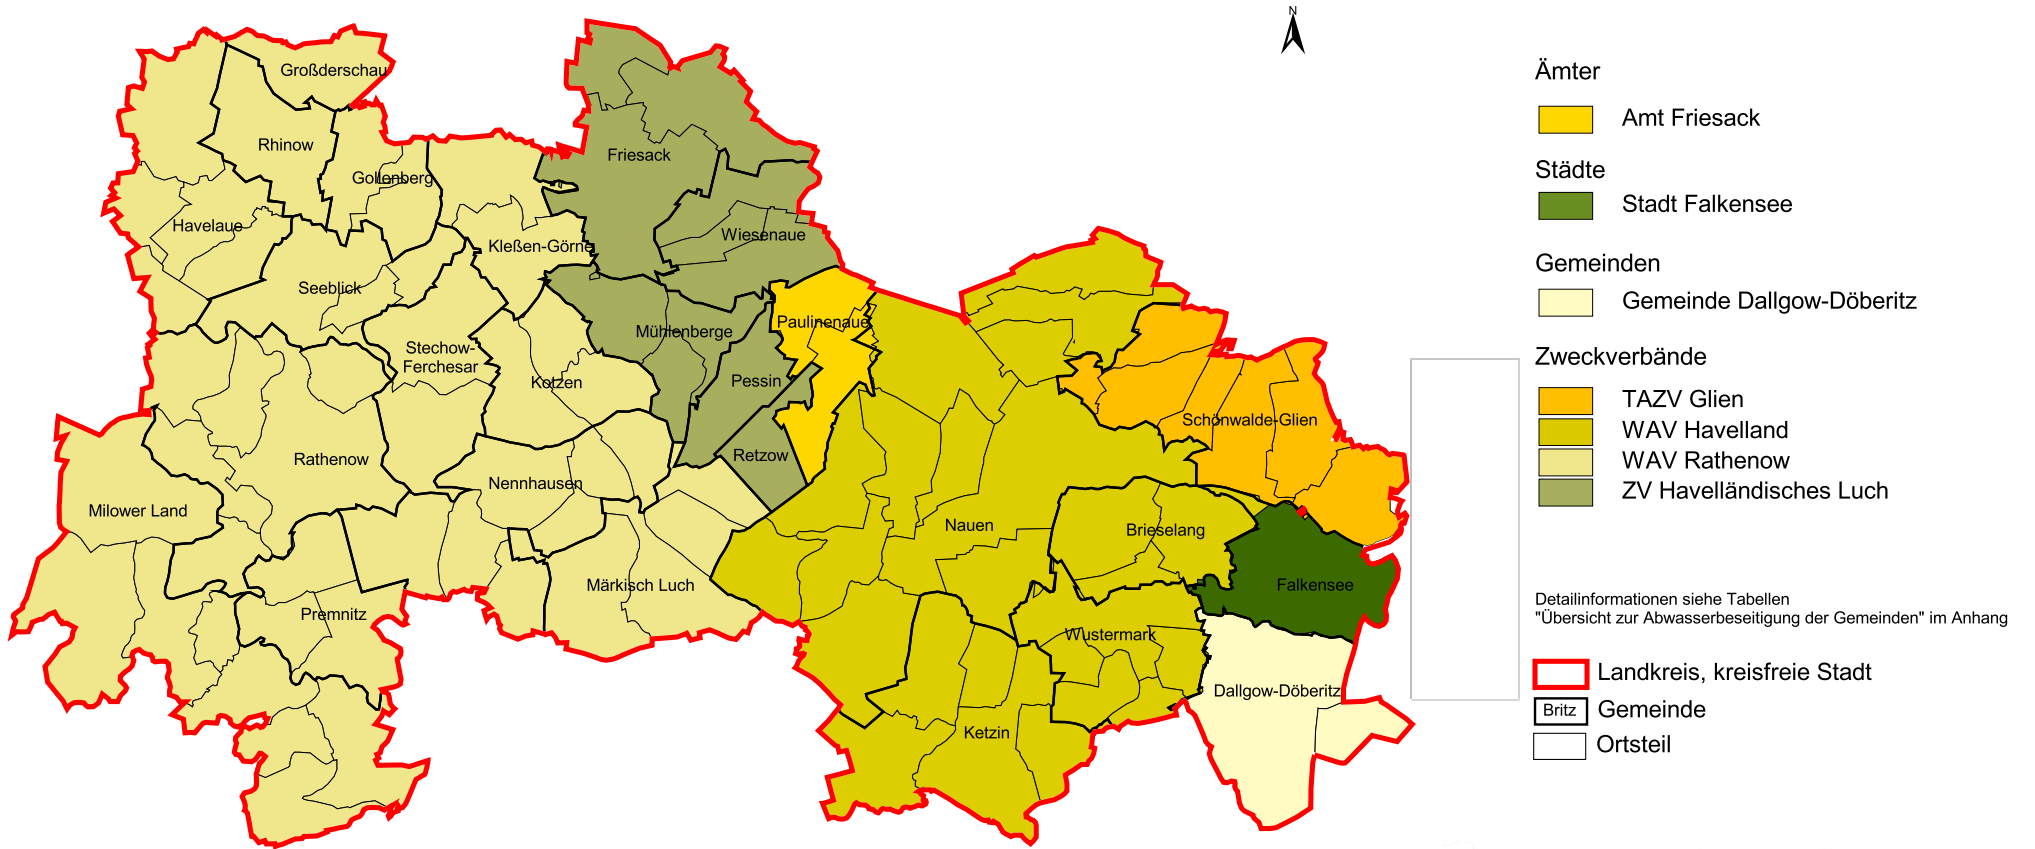 N
Großderschau
Rhinow
Gollenberg
Friesack
Havelaue
Kleßen-Görne
Wiesenaue
Seeblick
Mühlenberge
Paulinenaue
Stechow-
Ferchesar
Kotzen
Pessin
Schönwalde-Glien
Rathenow
Retzow
Nennhausen
Milower Land
Nauen
Brieselang
Märkisch Luch
Falkensee
Premnitz
Wustermark
Dallgow-Döberitz
Ketzin
Ämter
Amt Friesack
Städte
Stadt Falkensee
Gemeinden
Gemeinde Dallgow-Döberitz
Zweckverbände
TAZV Glien
WAV Havelland
WAV Rathenow
ZV Havelländisches Luch
Detailinformationen siehe Tabellen
"Übersicht zur Abwasserbeseitigung der Gemeinden" im Anhang
Landkreis, kreisfreie Stadt
Britz Gemeinde
Ortsteil